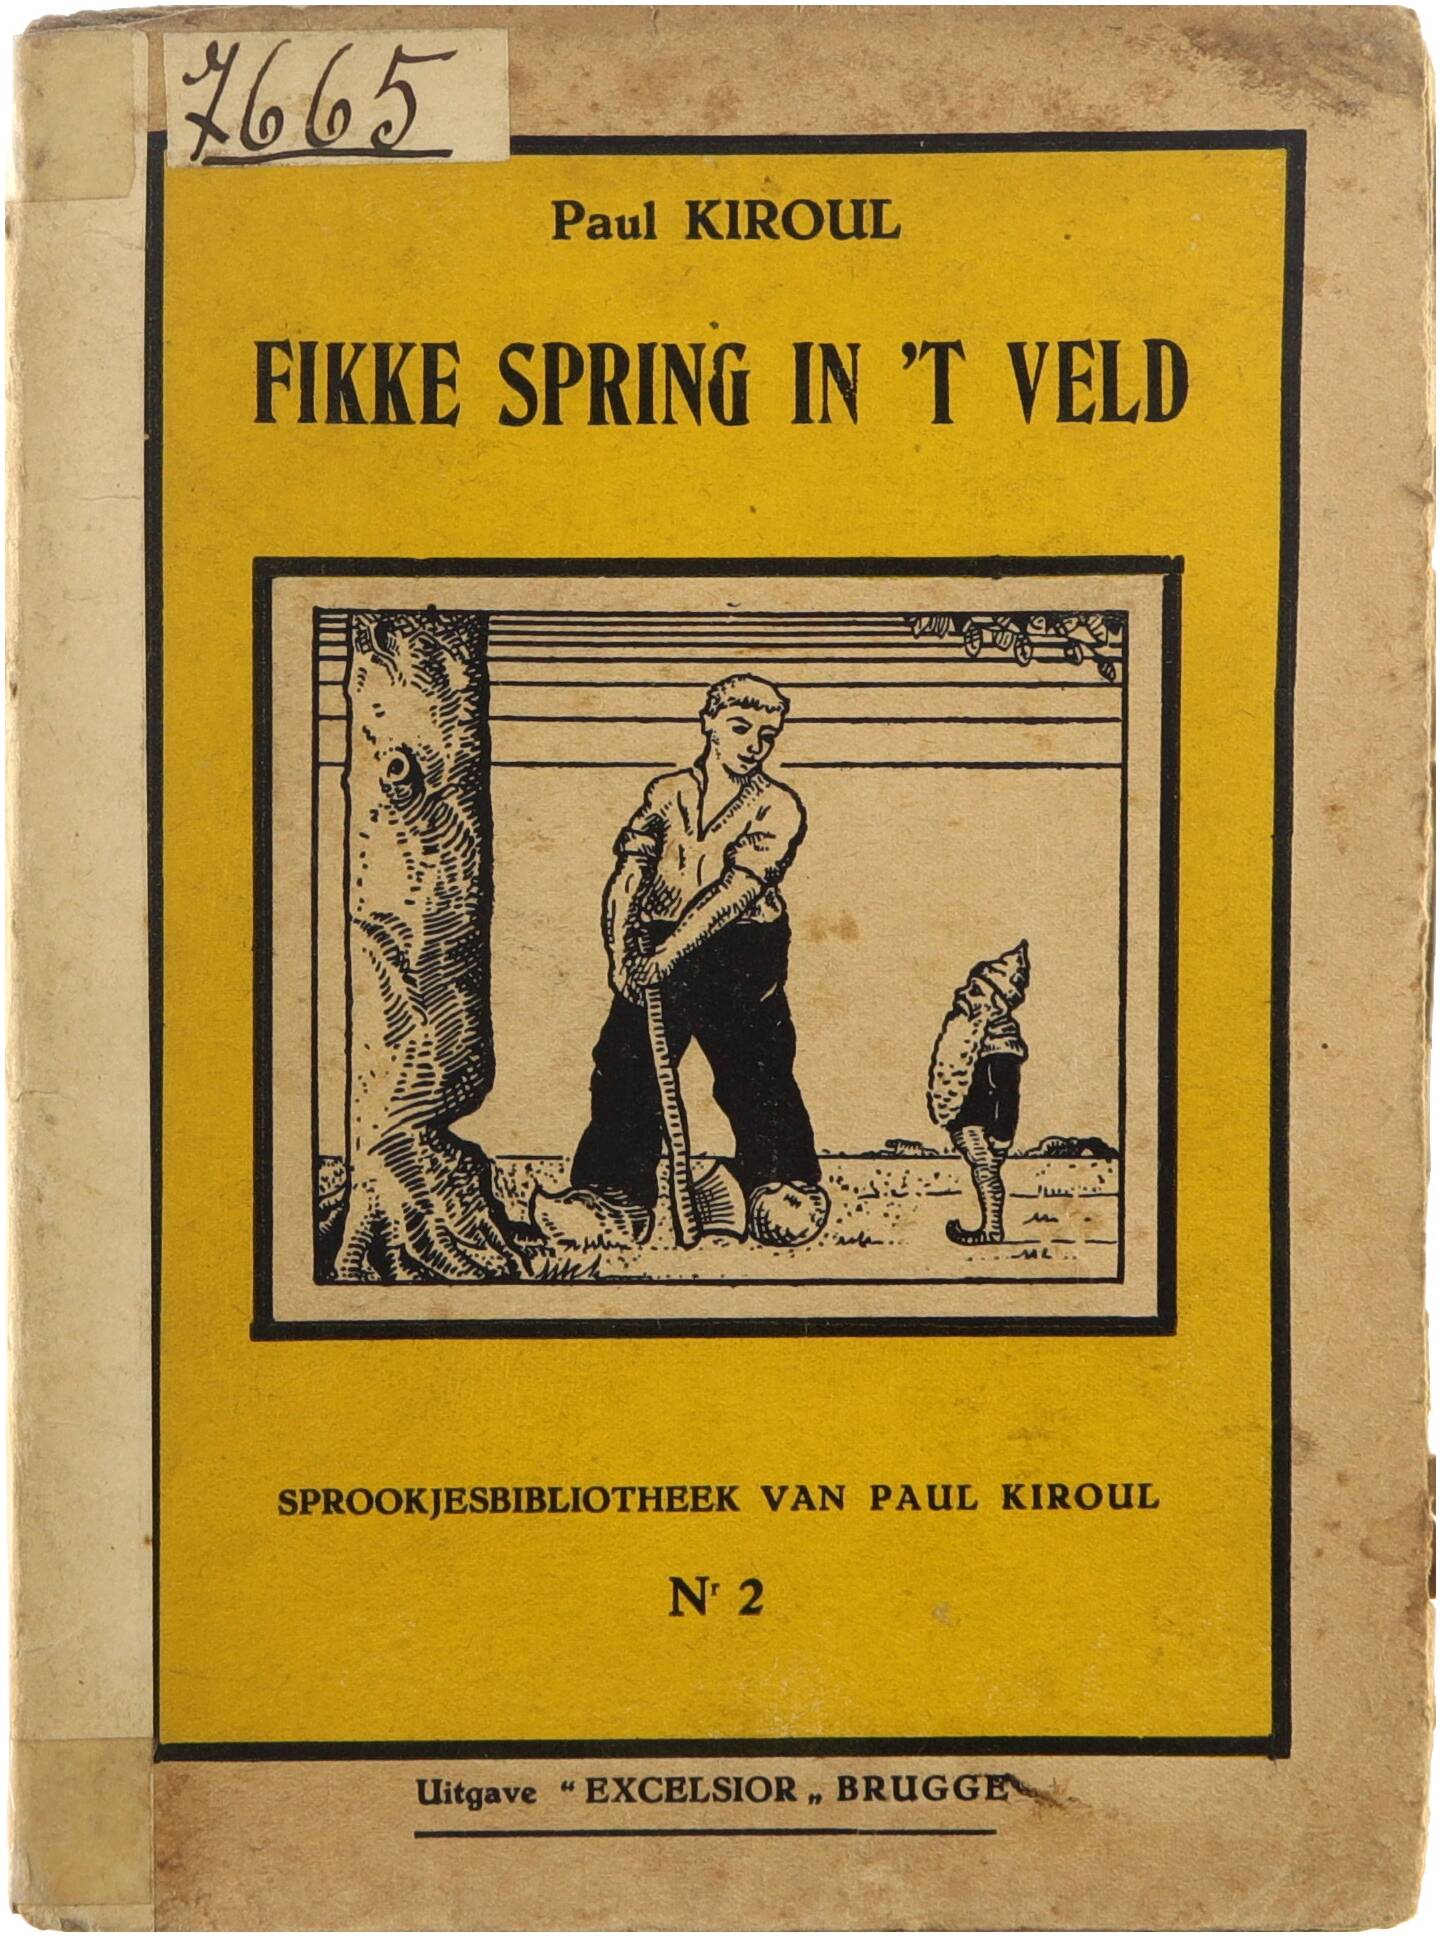 7665
Paul KIROUL
FIKKE SPRING IN 'T VELD
SPROOKJESBIBLIOTHEEK VAN PAUL KIROUL
Nr 2
Uitgave “ EXCELSIOR „ BRUGGE